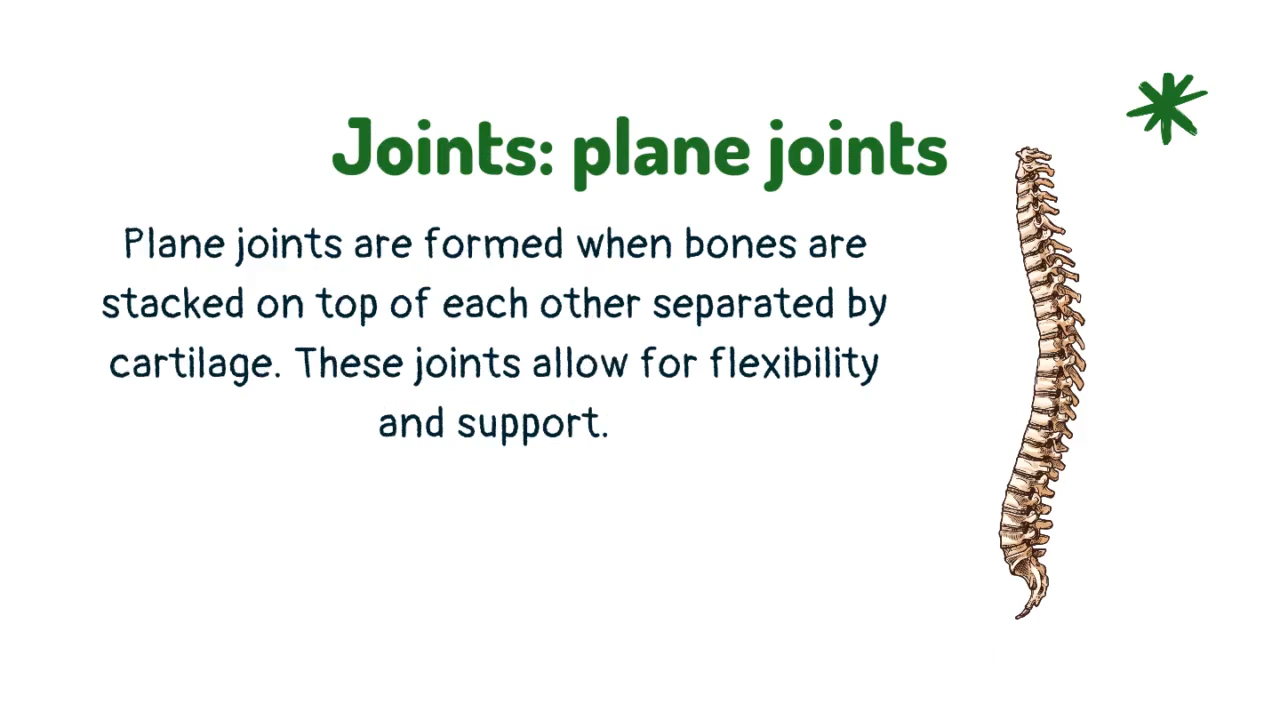 Joints: plane joints
Plane joints are formed when bones are
stacked on top of each other separated by
cartilage. These joints allow for flexibility
and support.